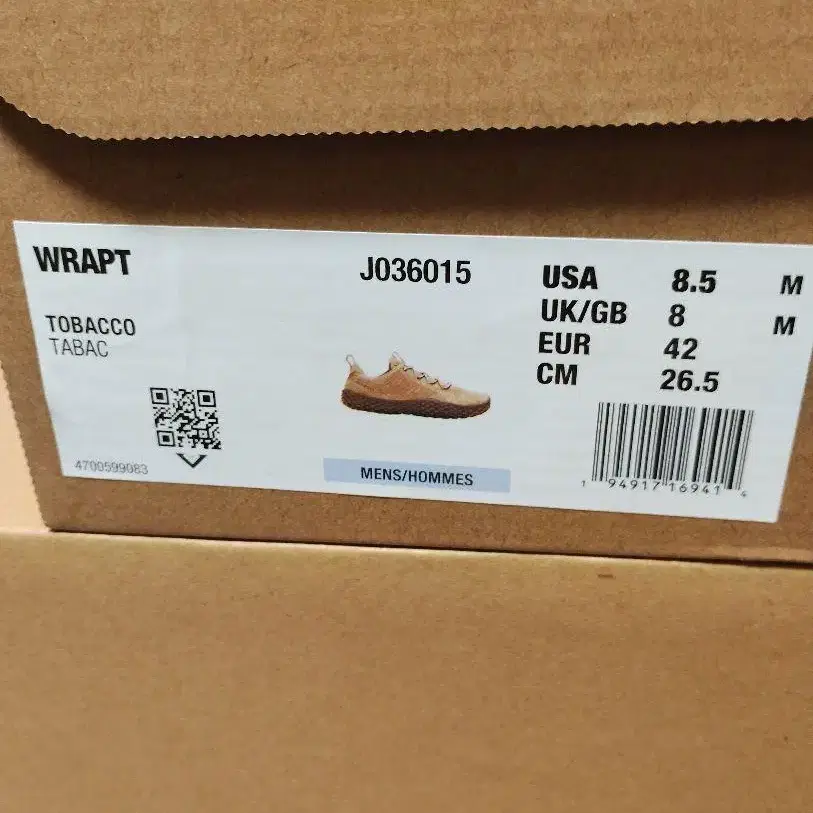 WRAPT
TOBACCO
TABAC
4700599083
J036015
MENS/HOMMES
USA 8.5 M
UK/GB 8 M
EUR 42
CM 26.5
1 94917 16941 4